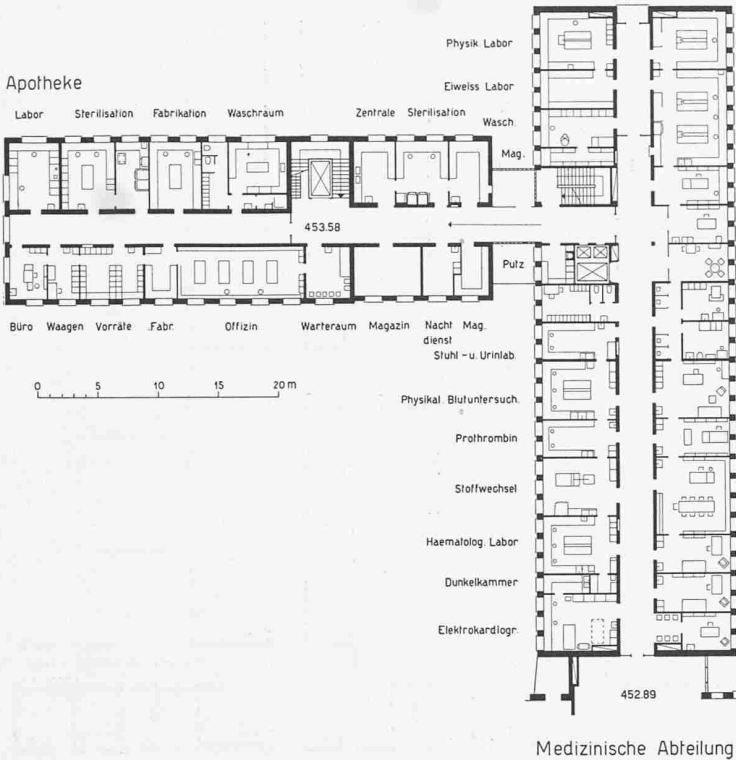 Physik. Labor
Apotheke
Eiweiss Labor
Labor Sterilisation Fabrikation Waschraum Zentrale Sterilisation
Wasch.
Mag.
453.58
Putz
Büro Waagen Vorräte .Fabr. Offizin Warteraum Magazin Nacht Mag.
dienst
Stuhl - u. Urinlab.
0 5 10 15 20 m
Physikal. Blutuntersuch.
Prothrombin
Stoffwechsel
Haematolog. Labor
Dunkelkammer
Elektrokardiogr.
452.89
Medizinische Abteilung